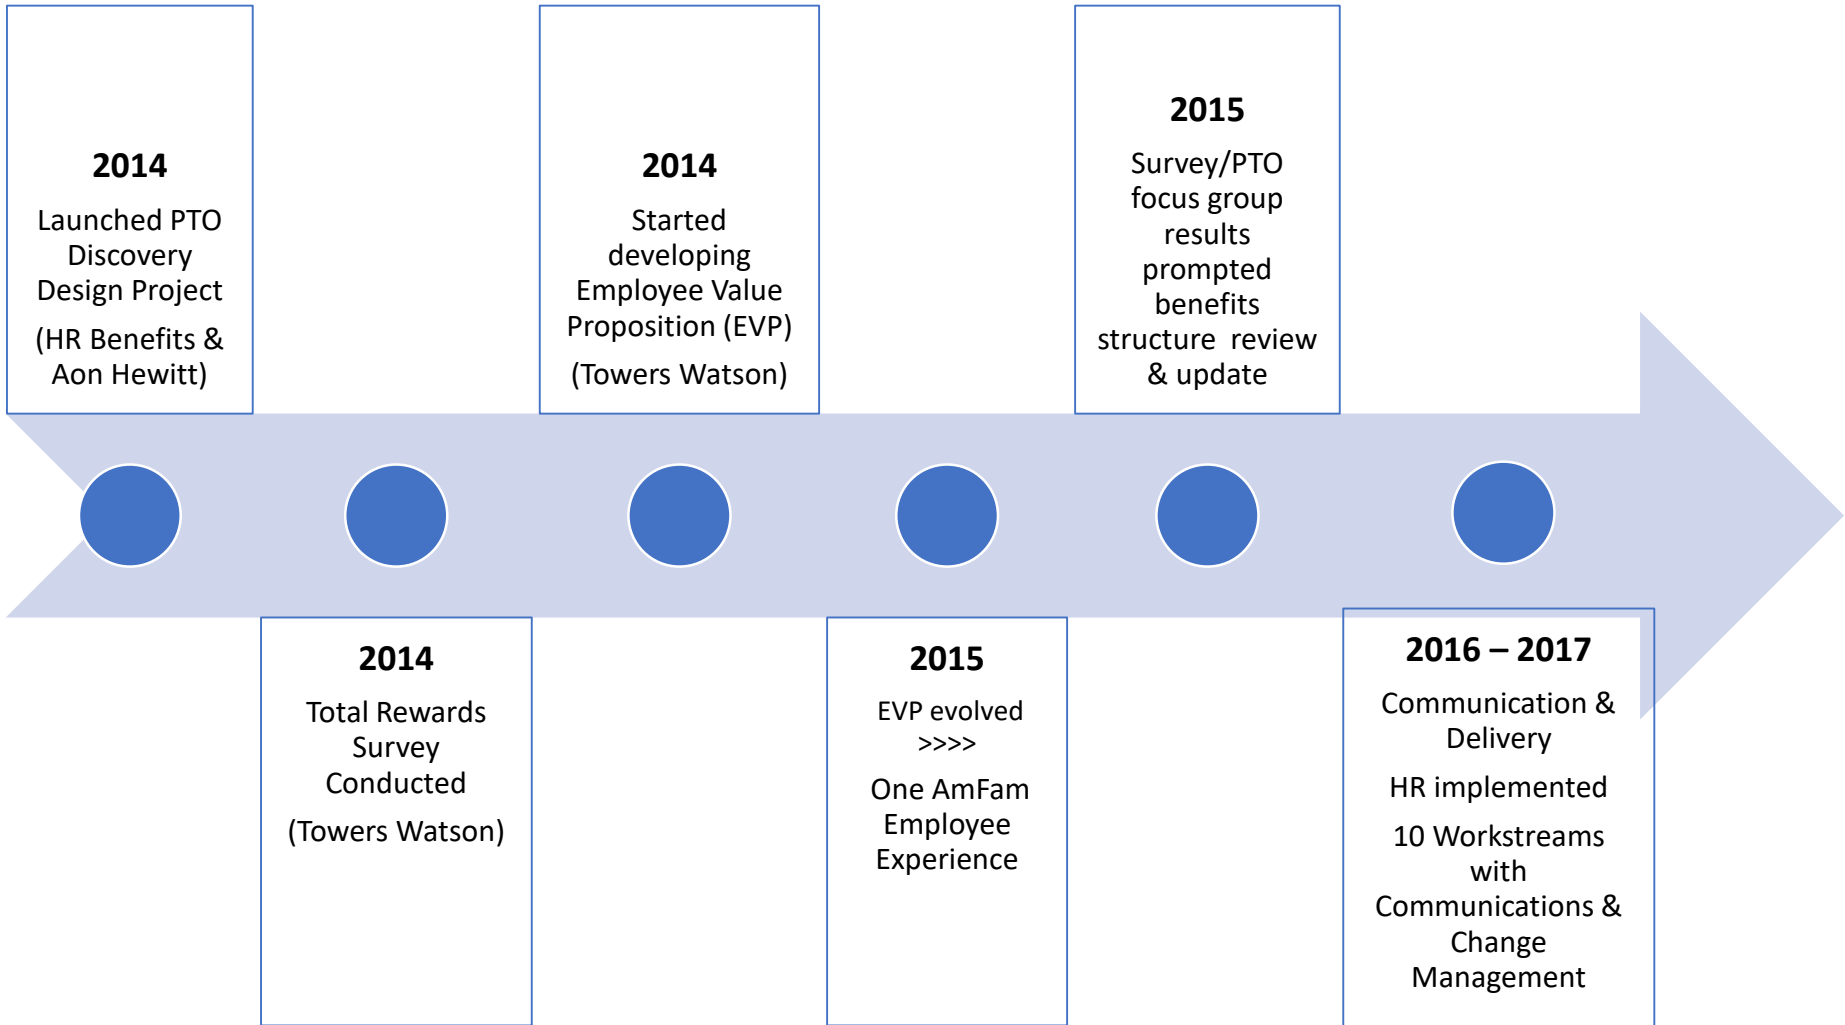 2014
Launched PTO
Discovery
Design Project
(HR Benefits &
Aon Hewitt)
2014
Total Rewards
Survey
Conducted
(Towers Watson)
2014
Started
developing
Employee Value
Proposition (EVP)
(Towers Watson)
2015
EVP evolved
>>>>
One AmFam
Employee
Experience
2015
Survey/PTO
focus group
results
prompted
benefits
structure  review
& update
2016 – 2017
Communication &
Delivery
HR implemented
10 Workstreams
with
Communications &
Change
Management